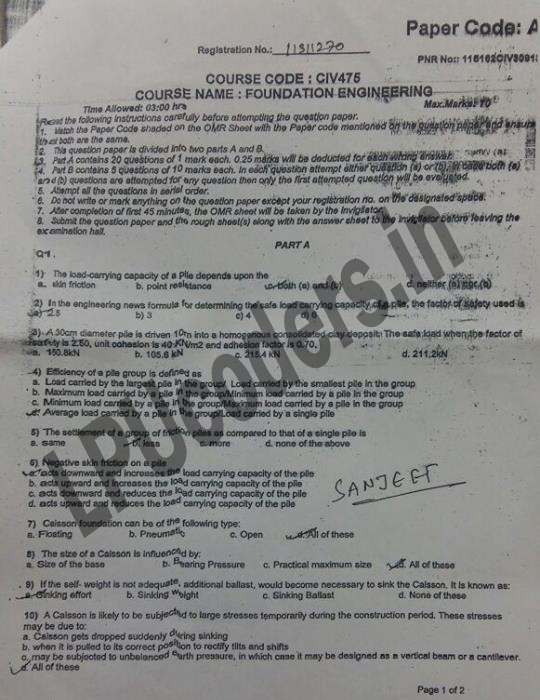 Paper Code: A
Registration No.: 11311270
PNR No:: 115102CIV3091
COURSE CODE : CIV475
COURSE NAME : FOUNDATION ENGINEERING
Time Allowed: 03:00 hrs
Max.Marks: 70
Read the following instructions carefully before attempting the question paper.
1. Match the Paper Code shaded on the OMR Sheet with the Paper code mentioned on the question paper and ensure
that both are the same.
2. This question paper is divided into two parts A and B.
3. Part A contains 20 questions of 1 mark each. 0.25 marks will be deducted for each wrong answer.
4. Part B contains 5 questions of 10 marks each. In each question attempt either question (a) or (b), in case both (a)
and (b) questions are attempted for any question then only the first attempted question will be evaluated.
5. Attempt all the questions in serial order.
6. Do not write or mark anything on the question paper except your registration no. on the designated space.
7. After completion of first 45 minutes, the OMR sheet will be taken by the invigilator.
8. Submit the question paper and the rough sheet(s) along with the answer sheet to the invigilator before leaving the
examination hall.
PART A
Q1.
1) The load-carrying capacity of a Pile depends upon the
a. skin friction b. point resistance c. both (a) and (b) d. neither (a) nor (b)
2) In the engineering news formula for determining the safe load carrying capacity of a pile, the factor of safety used is
a) 2.5 b) 3 c) 4
3) A 30cm diameter pile is driven 10m into a homogenous consolidated clay deposit. The safe load when the factor of
safety is 2.50, unit cohesion is 40 KN/m2 and adhesion factor is 0.70.
a. 150.8kN b. 105.6 kN c. 215.4 kN d. 211.2kN
4) Efficiency of a pile group is defined as
a. Load carried by the largest pile in the group/ Load carried by the smallest pile in the group
b. Maximum load carried by a pile in the group/Minimum load carried by a pile in the group
c. Minimum load carried by a pile in the group/Maximum load carried by a pile in the group
d. Average load carried by a pile in the group/Load carried by a single pile
5) The settlement of a group of friction piles as compared to that of a single pile is
a. same b. less c. more d. none of the above
6) Negative skin friction on a pile
a. acts downward and increases the load carrying capacity of the pile
b. acts upward and increases the load carrying capacity of the pile
c. acts downward and reduces the load carrying capacity of the pile
d. acts upward and reduces the load carrying capacity of the pile
SANJEET
7) Caisson foundation can be of the following type:
a. Floating b. Pneumatic c. Open d. All of these
8) The size of a Caisson is influenced by:
a. Size of the base b. Bearing Pressure c. Practical maximum size d. All of these
9) If the self- weight is not adequate, additional ballast, would become necessary to sink the Caisson. It is known as:
a. Sinking effort b. Sinking Weight c. Sinking Ballast d. None of these
10) A Caisson is likely to be subjected to large stresses temporarily during the construction period. These stresses
may be due to:
a. Caisson gets dropped suddenly during sinking
b. when it is pulled to its correct position to rectify tilts and shifts
c. may be subjected to unbalanced earth pressure, in which case it may be designed as a vertical beam or a cantilever.
d. All of these
Page 1 of 2
LPUcoders.in